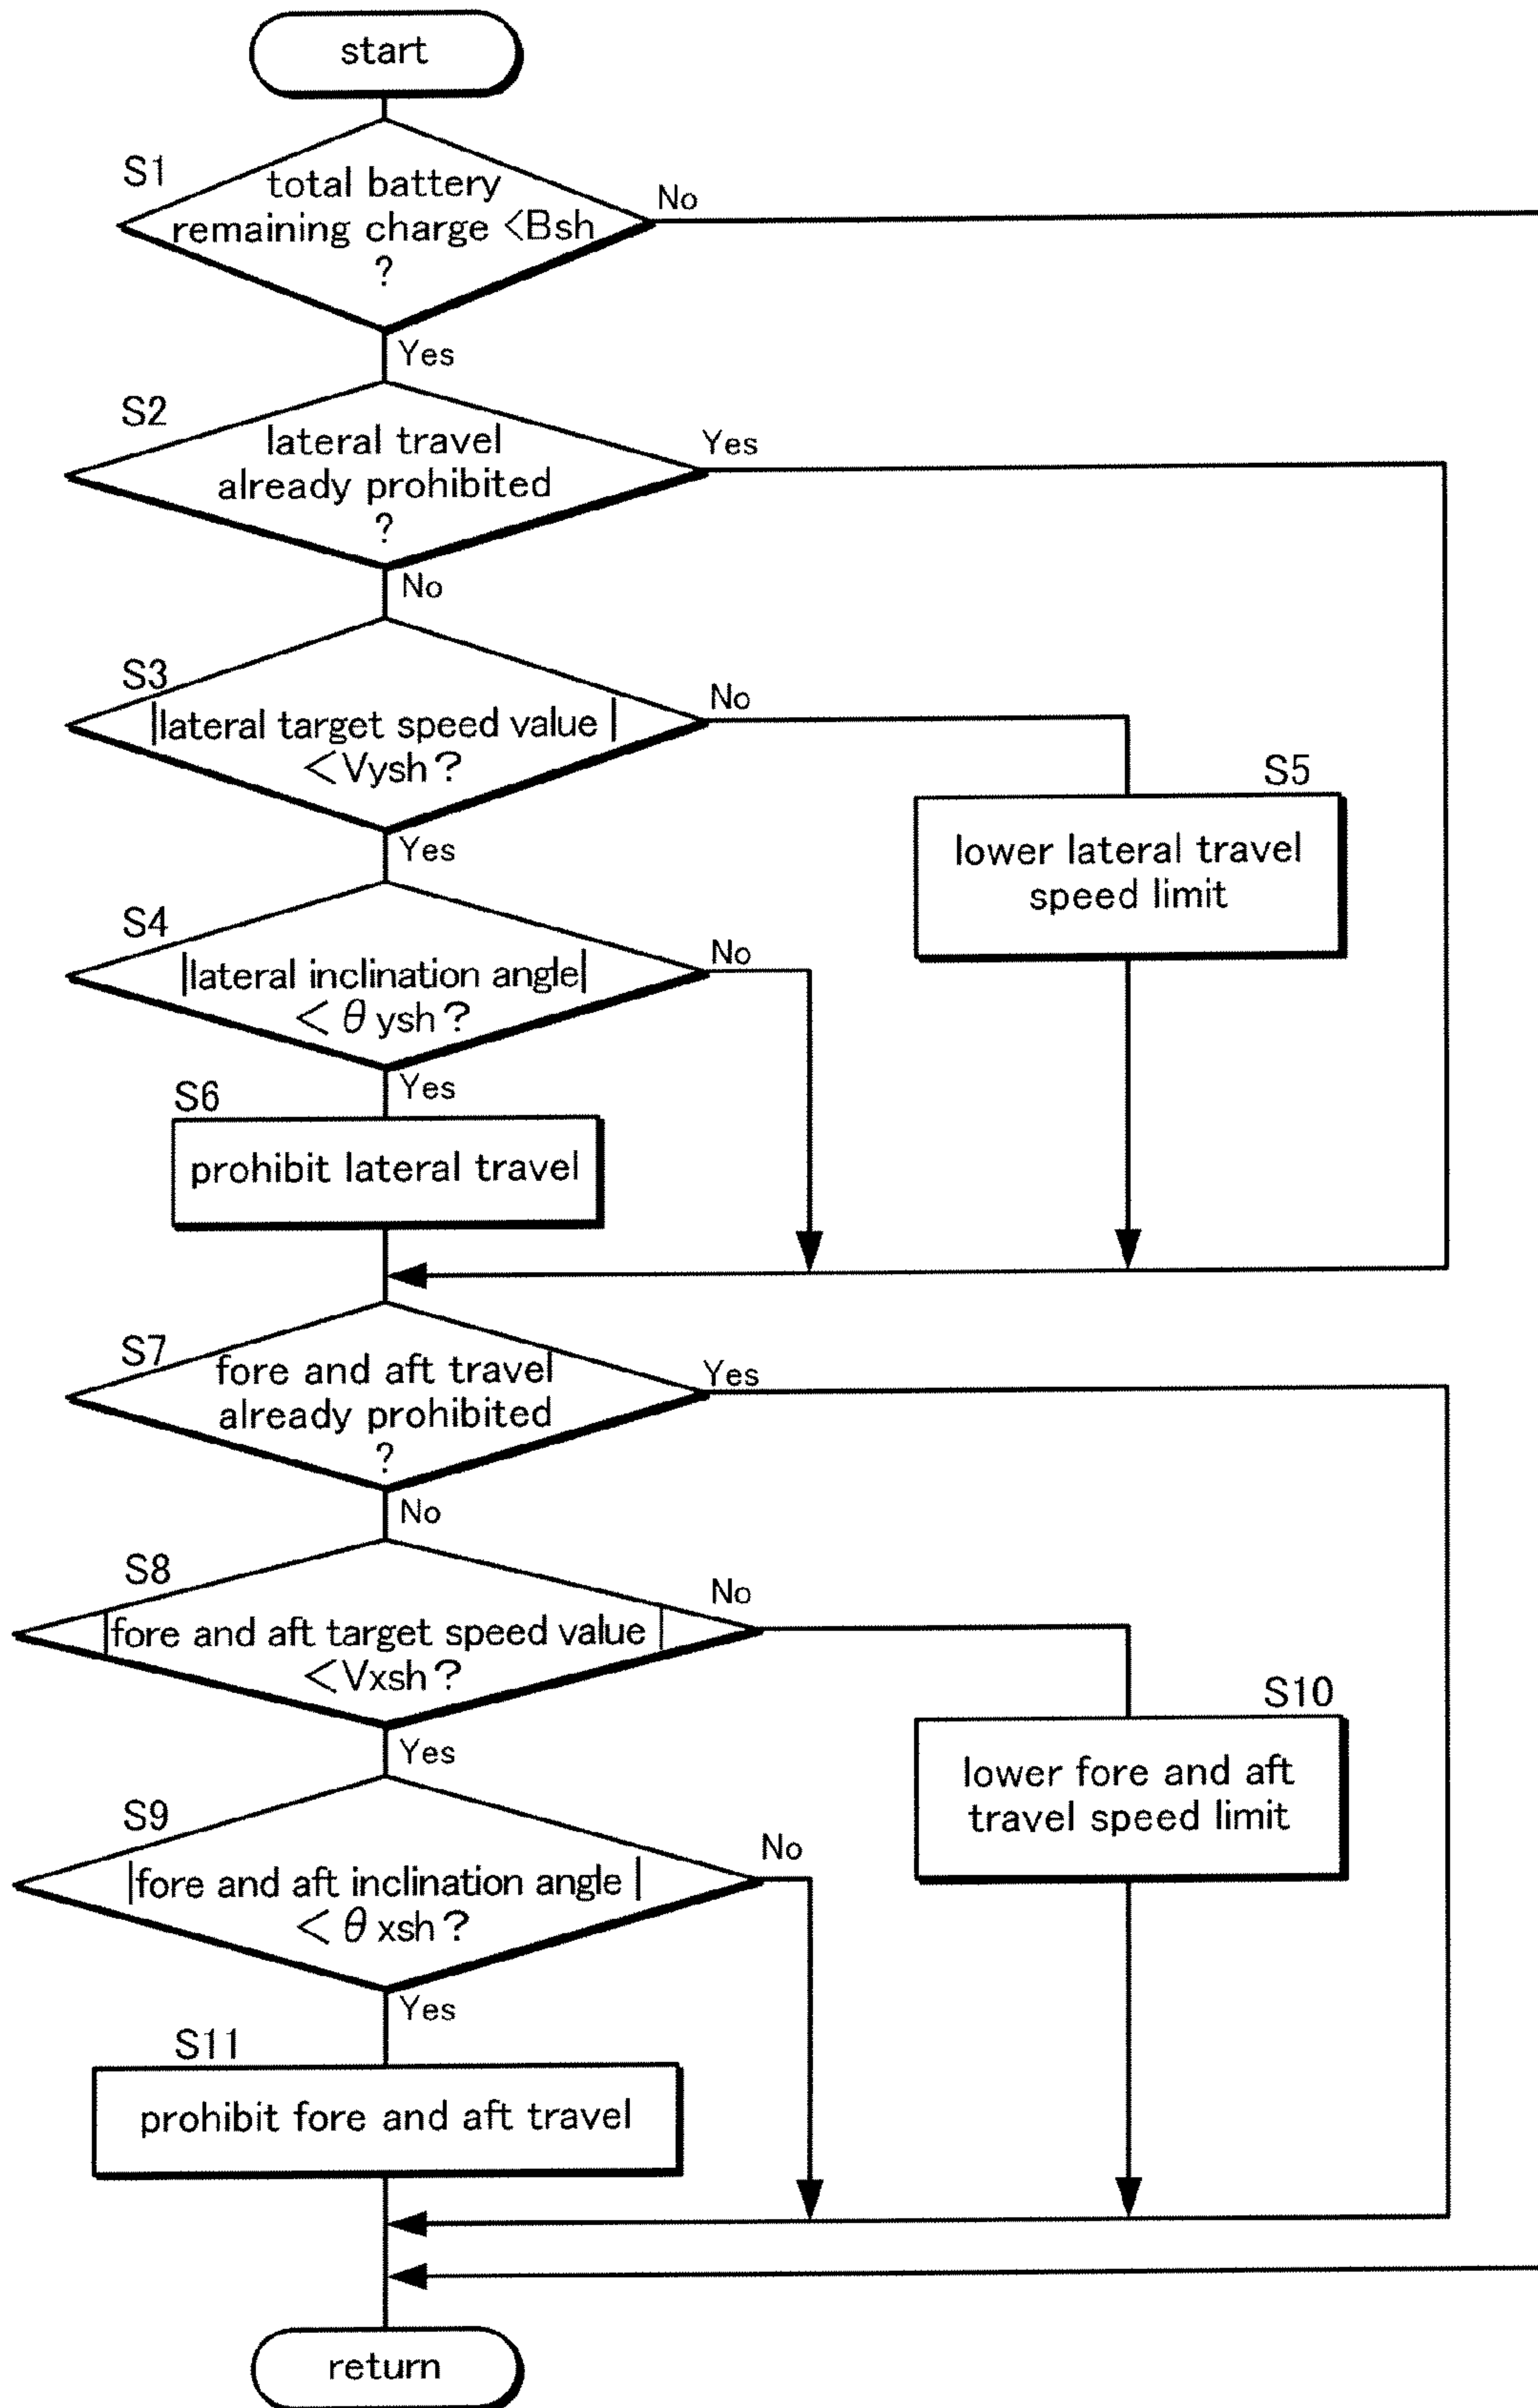 start
S1
total battery
remaining charge <Bsh
?
No
Yes
S2
lateral travel
already prohibited
?
Yes
No
S3
|lateral target speed value|
<Vysh?
No
Yes
S5
lower lateral travel
speed limit
S4
|lateral inclination angle|
<θysh?
No
Yes
S6
prohibit lateral travel
S7
fore and aft travel
already prohibited
?
Yes
No
S8
|fore and aft target speed value|
<Vxsh?
No
Yes
S10
lower fore and aft
travel speed limit
S9
|fore and aft inclination angle|
<θxsh?
No
Yes
S11
prohibit fore and aft travel
return